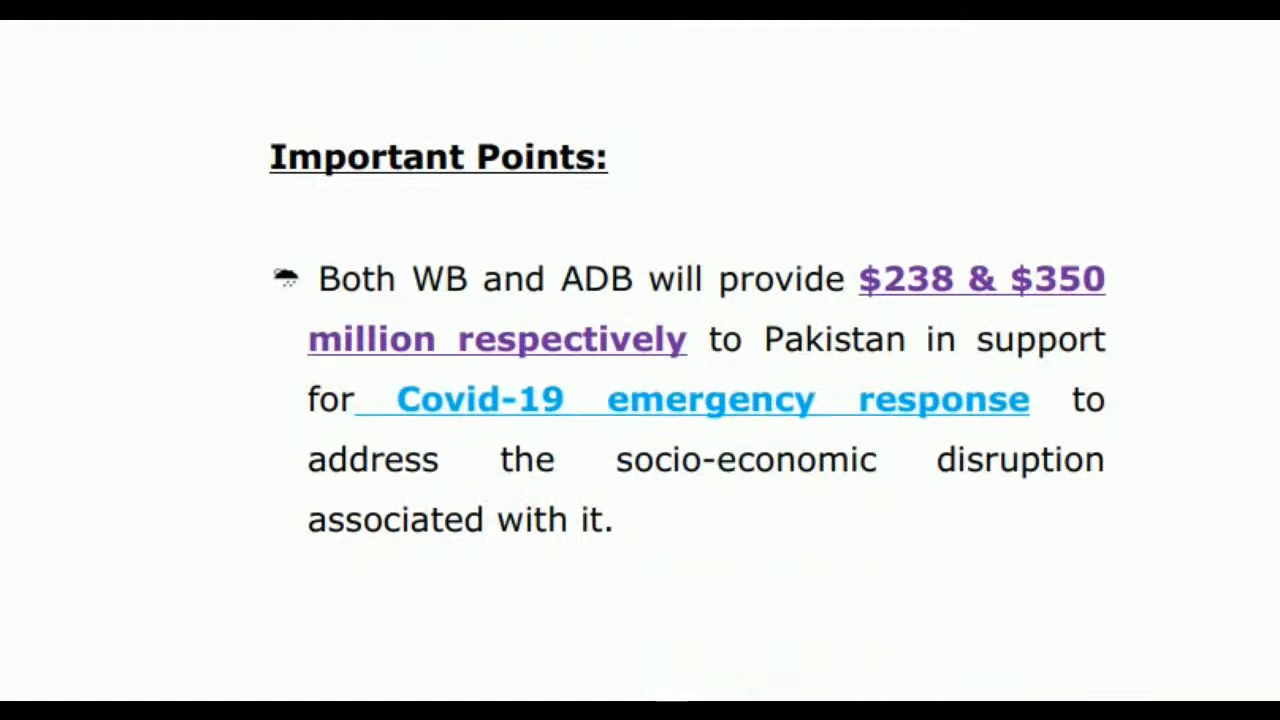 Important Points:
Both WB and ADB will provide $238 & $350
million respectively to Pakistan in support
for Covid-19 emergency response to
address the socio-economic disruption
associated with it.